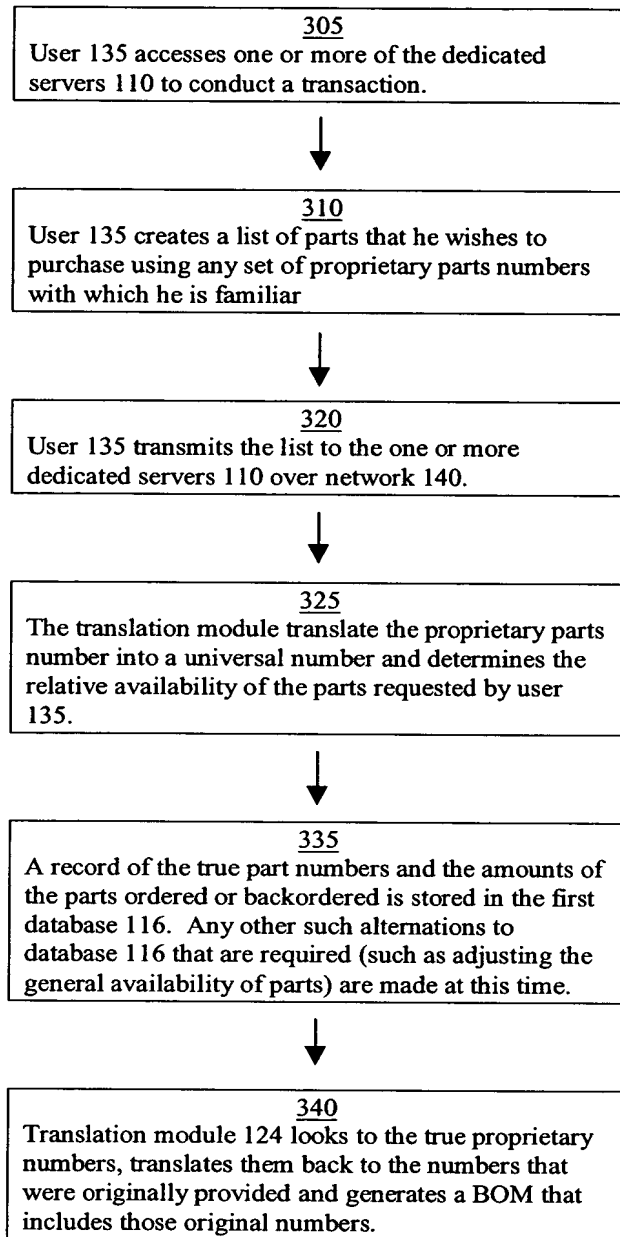 305
User 135 accesses one or more of the dedicated
servers 110 to conduct a transaction.
310
User 135 creates a list of parts that he wishes to
purchase using any set of proprietary parts numbers
with which he is familiar
320
User 135 transmits the list to the one or more
dedicated servers 110 over network 140.
325
The translation module translate the proprietary parts
number into a universal number and determines the
relative availability of the parts requested by user
135.
335
A record of the true part numbers and the amounts of
the parts ordered or backordered is stored in the first
database 116. Any other such alternations to
database 116 that are required (such as adjusting the
general availability of parts) are made at this time.
340
Translation module 124 looks to the true proprietary
numbers, translates them back to the numbers that
were originally provided and generates a BOM that
includes those original numbers.